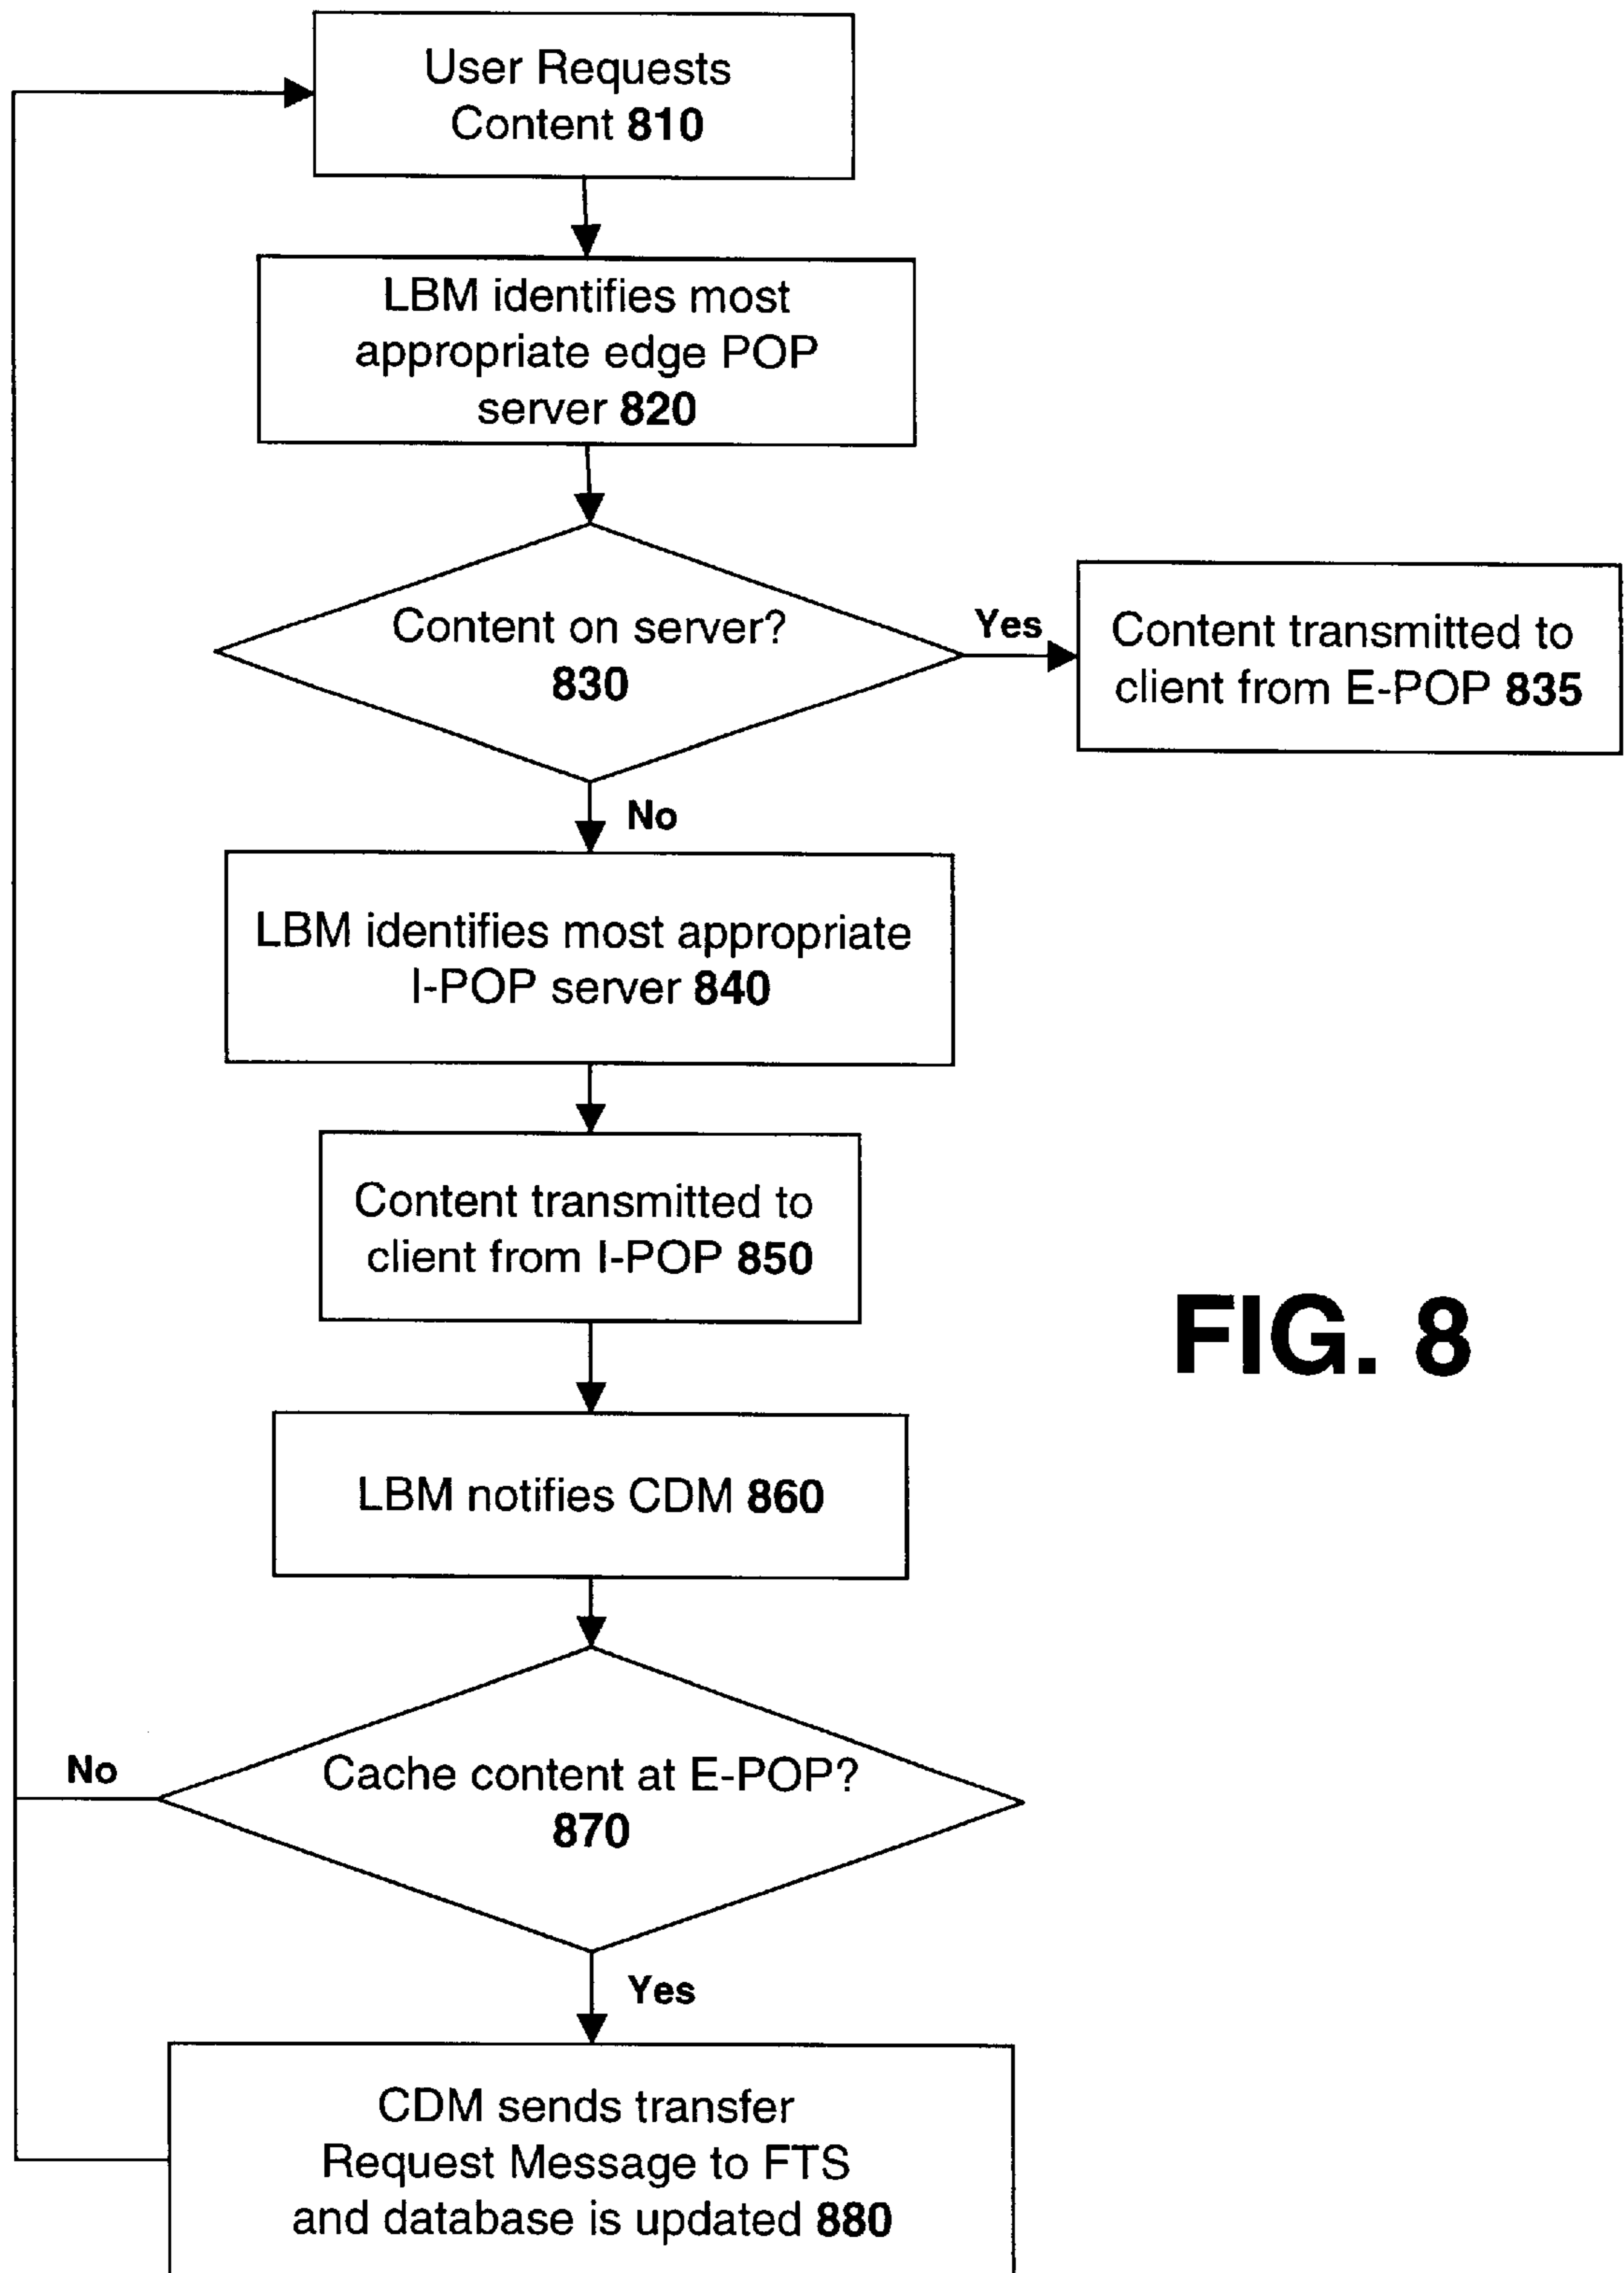 User Requests
Content 810
LBM identifies most
appropriate edge POP
server 820
Content on server?
830
Yes
Content transmitted to
client from E-POP 835
No
LBM identifies most appropriate
I-POP server 840
Content transmitted to
client from I-POP 850
FIG. 8
LBM notifies CDM 860
No
Cache content at E-POP?
870
Yes
CDM sends transfer
Request Message to FTS
and database is updated 880